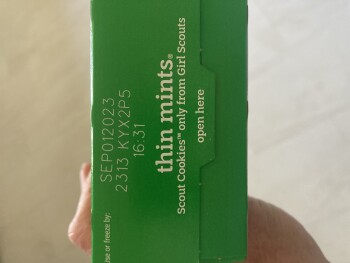 use or freeze by:
SEP012023
2313 KYX2P5
16:31
thin mints®
Scout Cookies™ only from Girl Scouts
open here